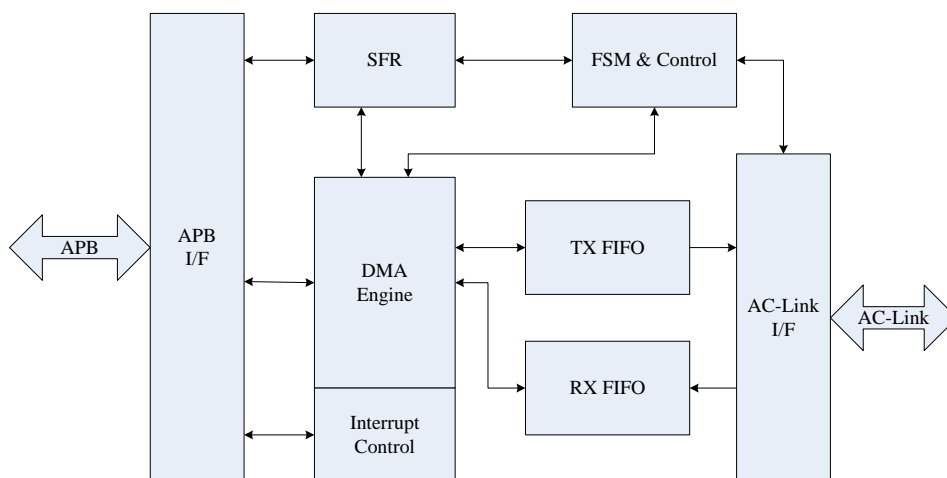 SFR
FSM & Control
APB
APB
I/F
DMA
Engine
TX FIFO
RX FIFO
AC-Link
I/F
AC-Link
Interrupt
Control